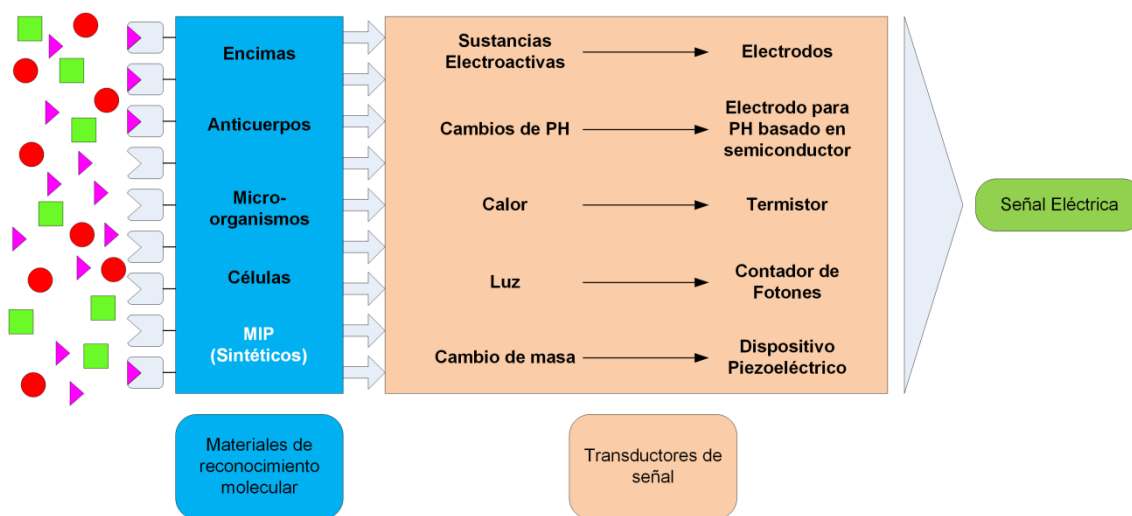 Encimas
Anticuerpos
Micro-
organismos
Células
MIP
(Sintéticos)
Sustancias
Electroactivas
Electrodos
Cambios de PH
Electrodo para
PH basado en
semiconductor
Calor
Termistor
Luz
Contador de
Fotones
Cambio de masa
Dispositivo
Piezoeléctrico
Señal Eléctrica
Materiales de
reconocimiento
molecular
Transductores de
señal